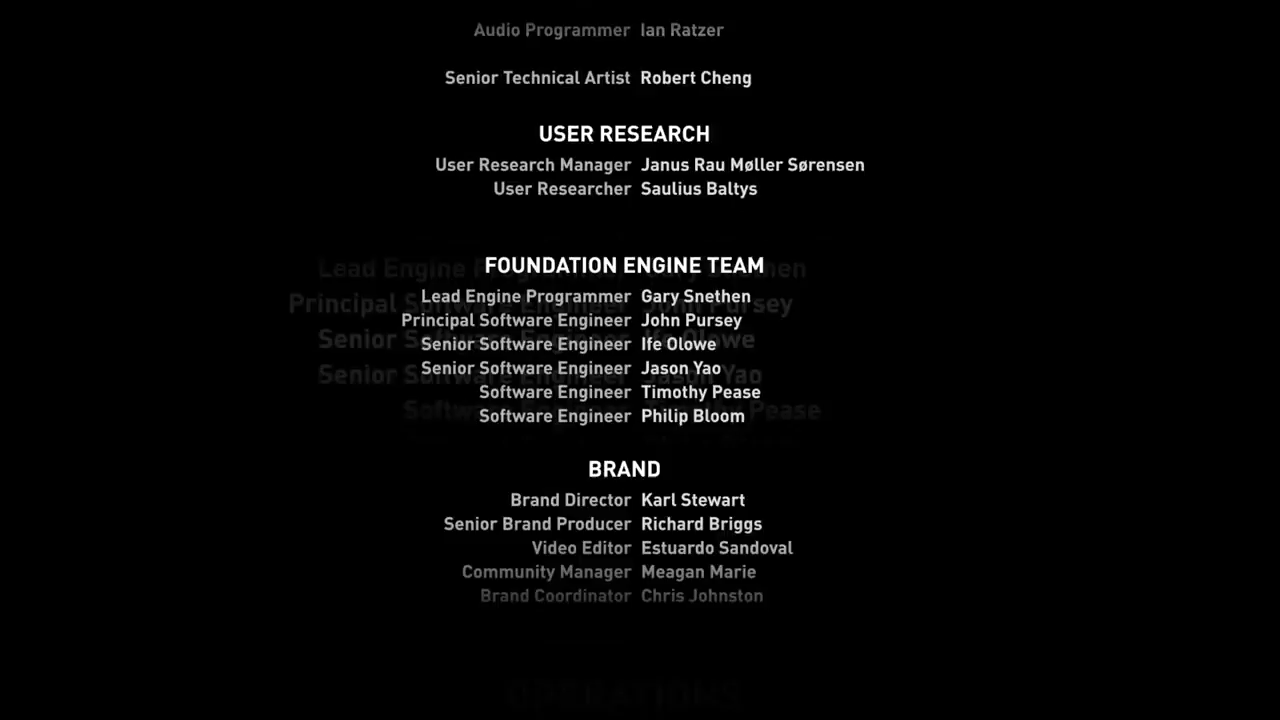 Audio Programmer Ian Ratzer
Senior Technical Artist Robert Cheng
USER RESEARCH
User Research Manager Janus Rau Møller Sørensen
User Researcher Saulius Baltys
FOUNDATION ENGINE TEAM
Lead Engine Programmer Gary Snethen
Principal Software Engineer John Pursey
Senior Software Engineer Ife Olowe
Senior Software Engineer Jason Yao
Software Engineer Timothy Pease
Software Engineer Philip Bloom
BRAND
Brand Director Karl Stewart
Senior Brand Producer Richard Briggs
Video Editor Estuardo Sandoval
Community Manager Meagan Marie
Brand Coordinator Chris Johnston
OPERATIONS